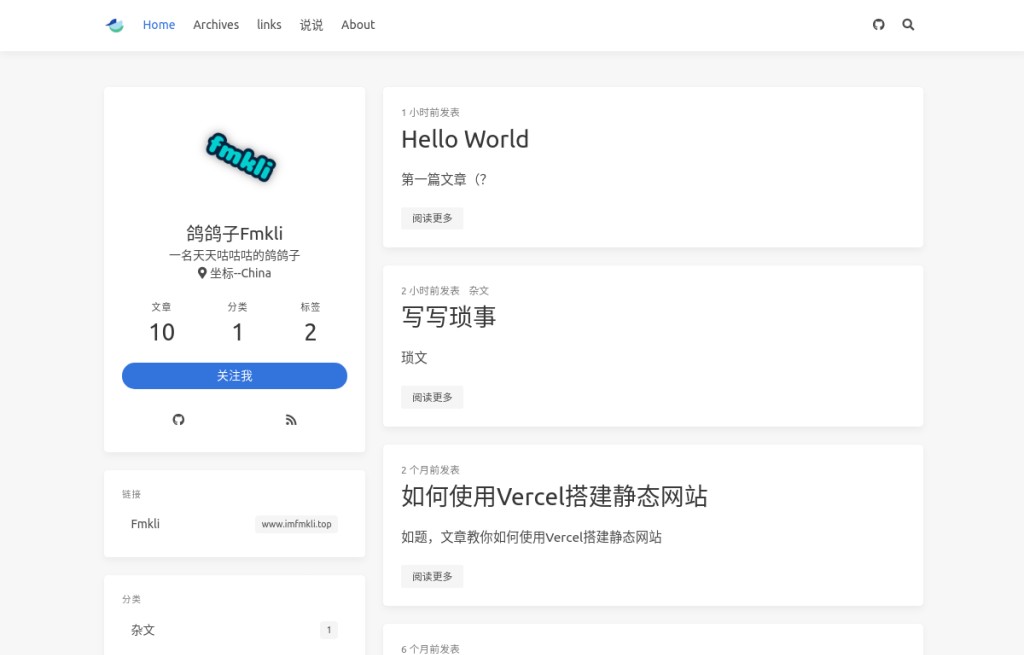 Home Archives links 说说 About
fmkli
鸽鸽子Fmkli
一名天天咕咕咕的鸽鸽子
坐标--China
文章 分类 标签
10 1 2
关注我
链接
Fmkli www.imfmkli.top
分类
杂文 1
1 小时前发表
Hello World
第一篇文章（?
阅读更多
2 小时前发表 杂文
写写琐事
琐文
阅读更多
2 个月前发表
如何使用Vercel搭建静态网站
如题，文章教你如何使用Vercel搭建静态网站
阅读更多
6 个月前发表